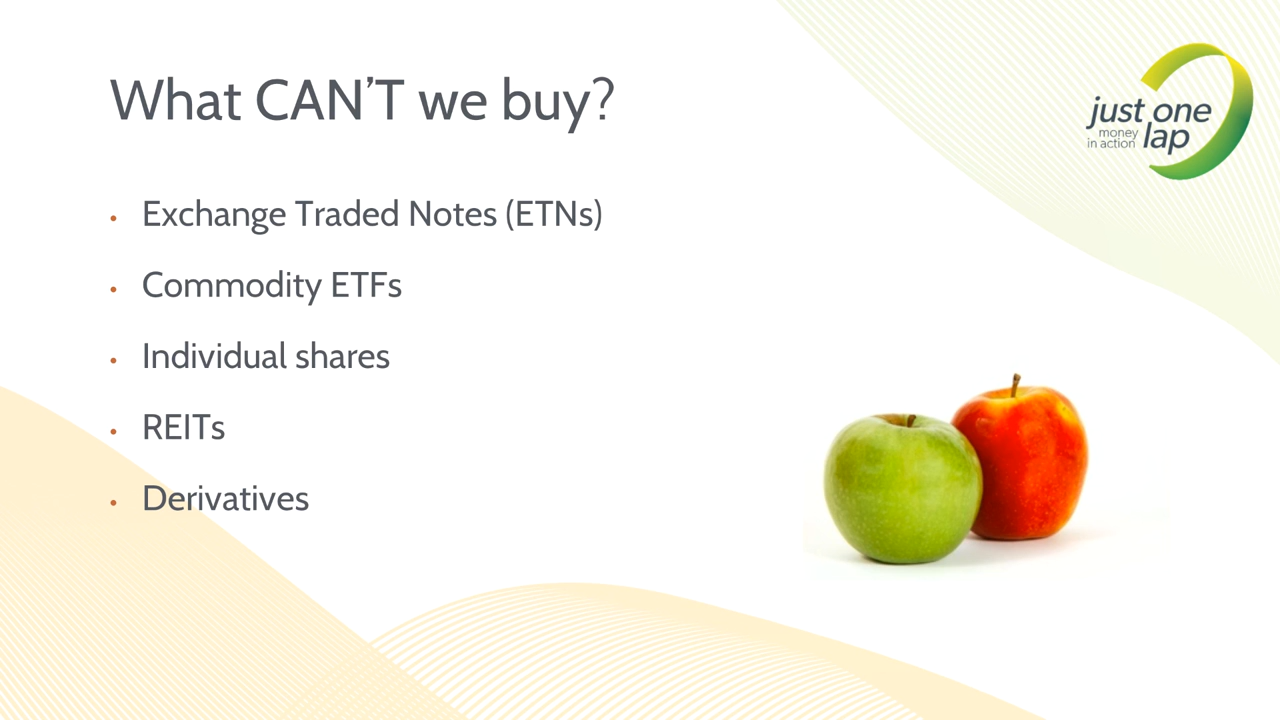 What CAN’T we buy?
just one
money
in action
lap
• Exchange Traded Notes (ETNs)
• Commodity ETFs
• Individual shares
• REITs
• Derivatives